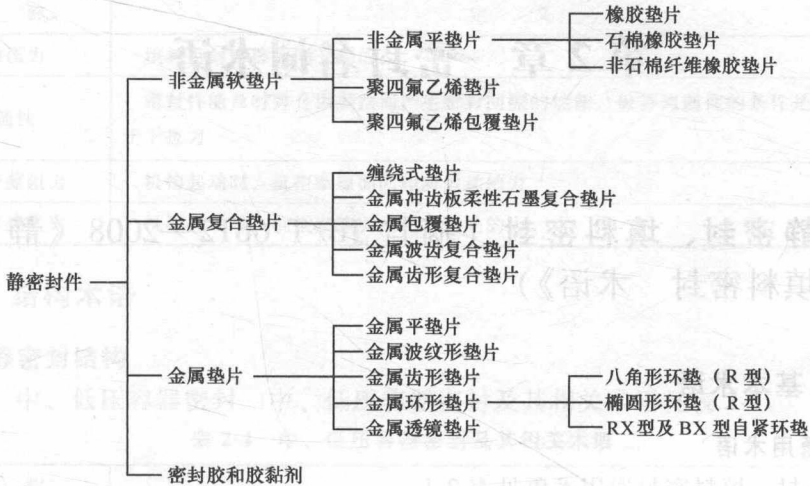 橡胶垫片
非金属平垫片
石棉橡胶垫片
非石棉纤维橡胶垫片
非金属软垫片
聚四氟乙烯垫片
聚四氟乙烯包覆垫片
缠绕式垫片
金属冲齿板柔性石墨复合垫片
金属复合垫片
金属包覆垫片
金属波齿复合垫片
金属齿形复合垫片
静密封件
金属平垫片
金属波纹形垫片
金属垫片
金属齿形垫片
八角形环垫（R 型）
金属环形垫片
椭圆形环垫（R 型）
金属透镜垫片
RX型及 BX 型自紧环垫
密封胶和胶黏剂